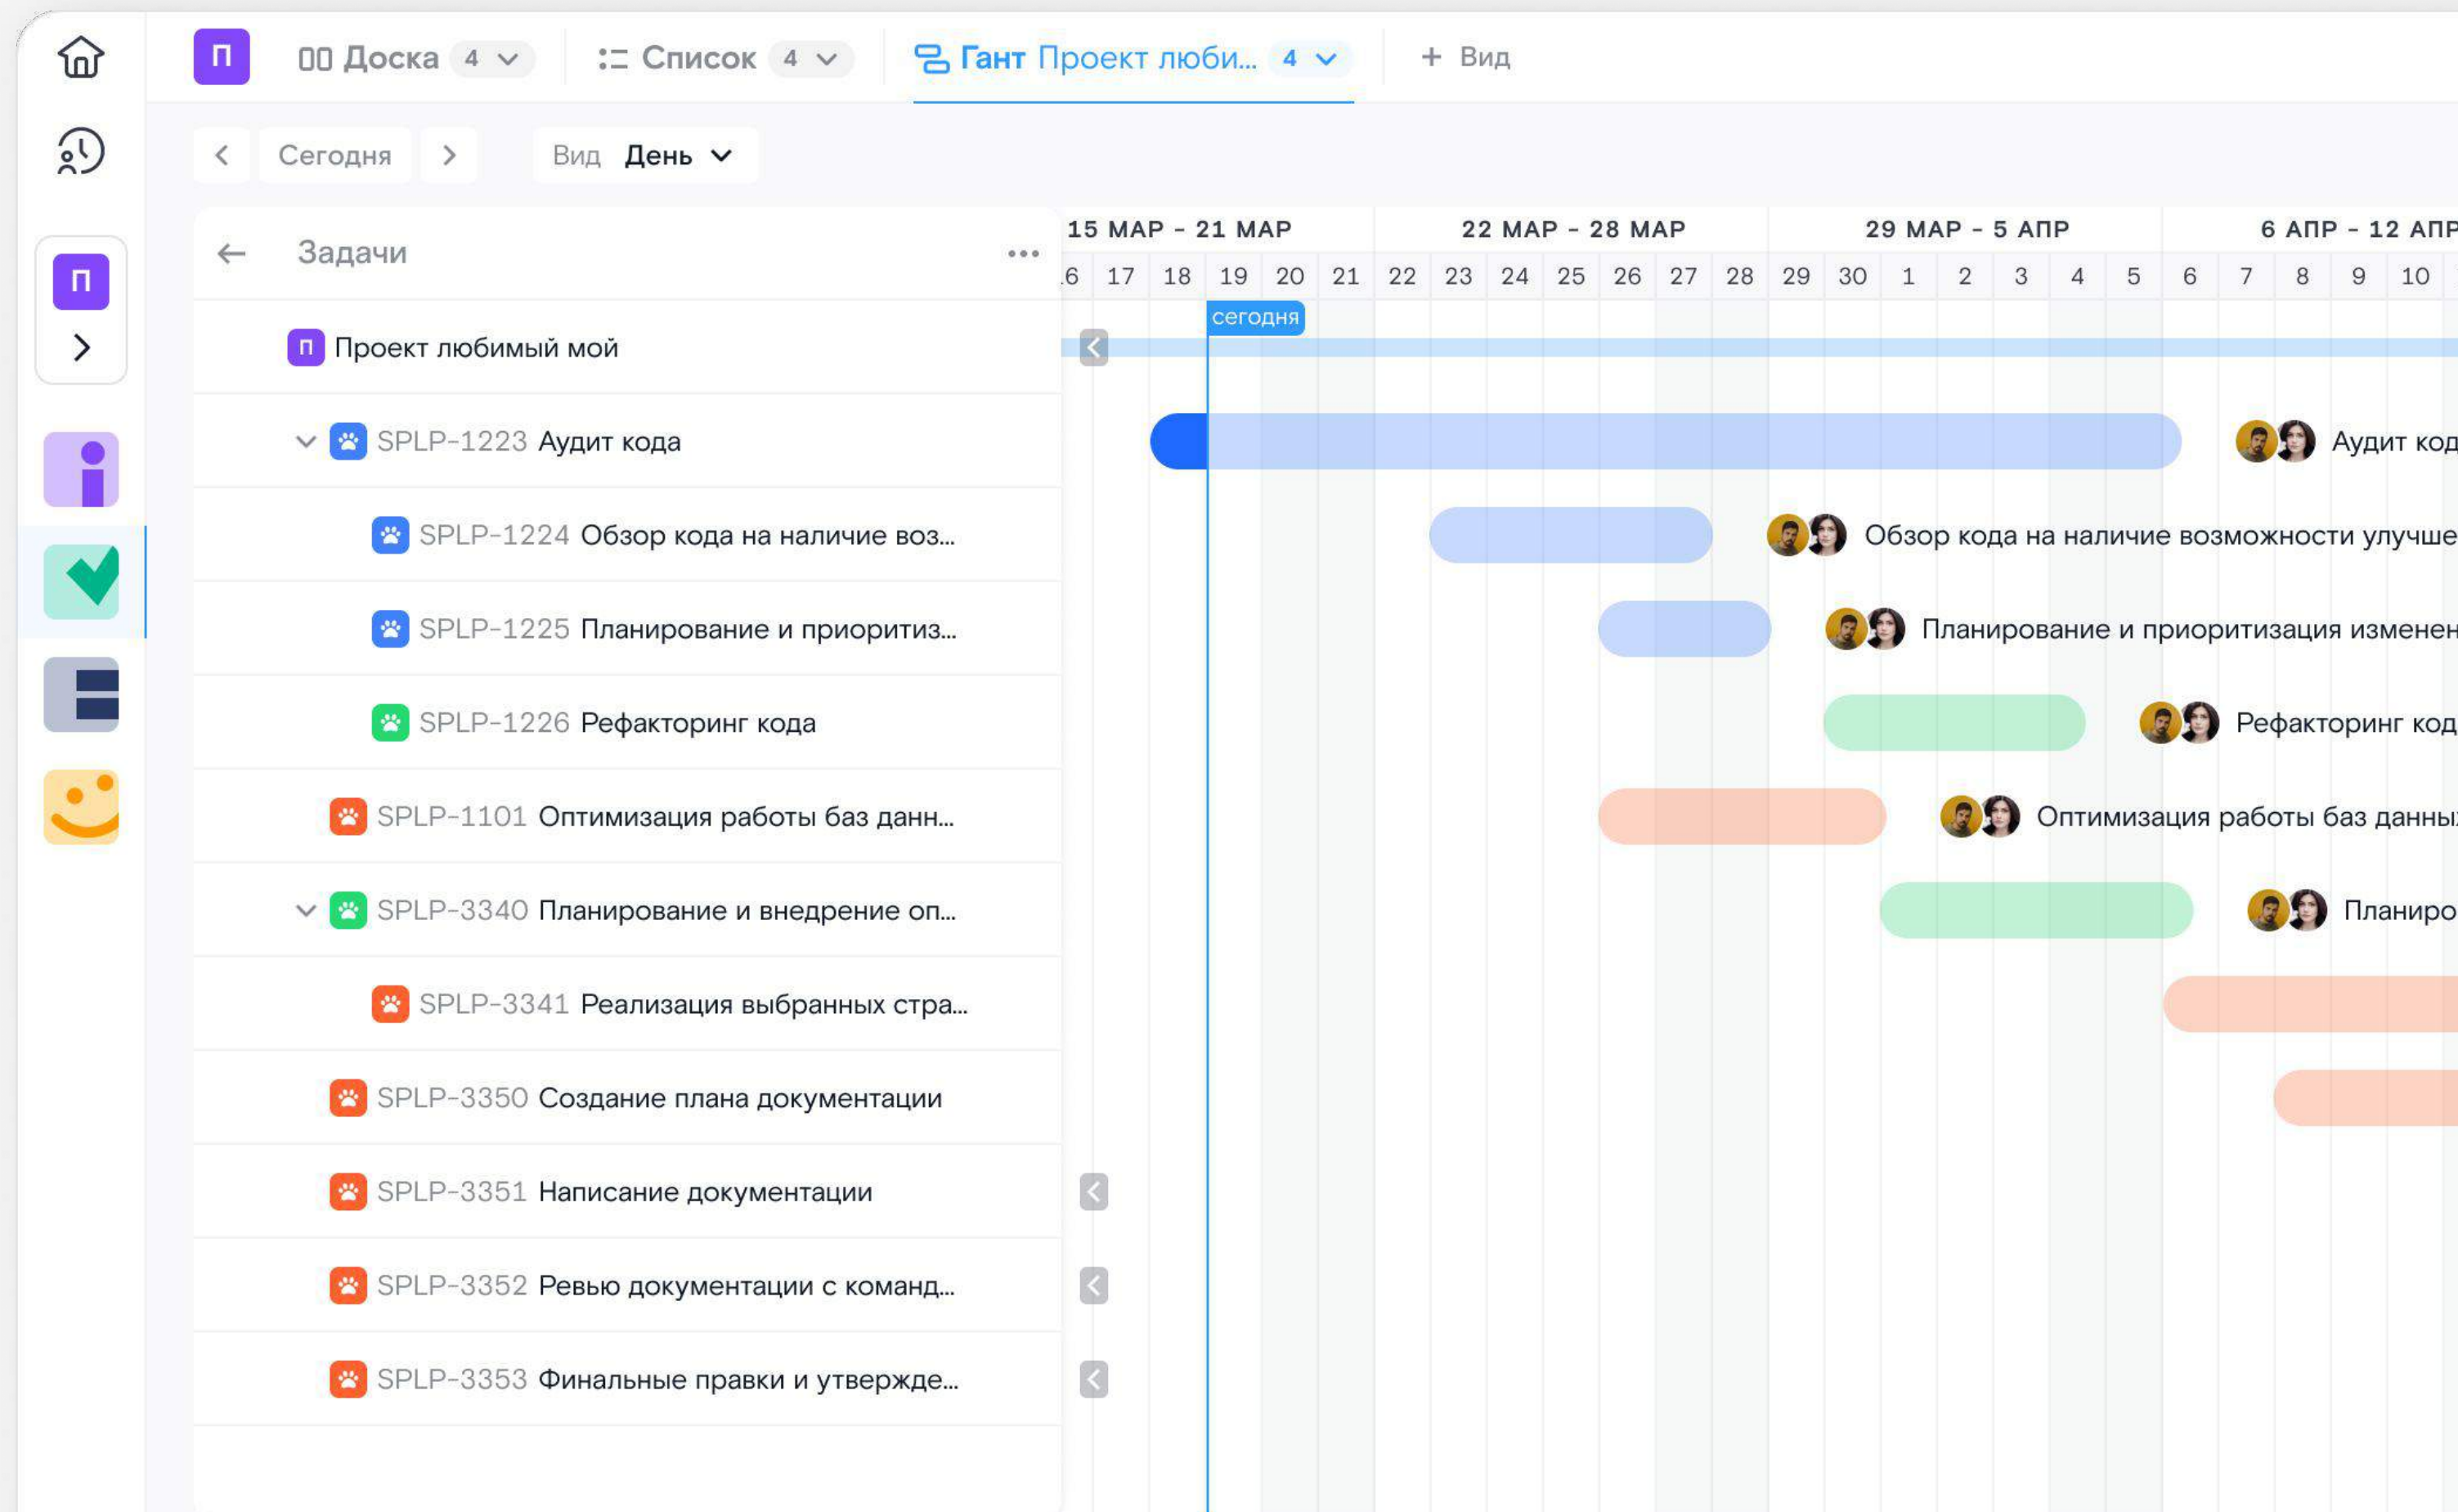 П Доска 4 Список 4 Гант Проект люби... 4 + Вид
Сегодня Вид День
П
Задачи
15 МАР - 21 МАР 22 МАР - 28 МАР 29 МАР - 5 АПР 6 АПР - 12 АПР
17 18 19 20 21 22 23 24 25 26 27 28 29 30 1 2 3 4 5 6 7 8 9 10
сегодня
П Проект любимый мой
SPLP-1223 Аудит кода
Аудит код
SPLP-1224 Обзор кода на наличие воз...
Обзор кода на наличие возможности улучше
SPLP-1225 Планирование и приоритиз...
Планирование и приоритизация изменен
SPLP-1226 Рефакторинг кода
Рефакторинг код
SPLP-1101 Оптимизация работы баз данн...
Оптимизация работы баз данны
SPLP-3340 Планирование и внедрение оп...
Планиро
SPLP-3341 Реализация выбранных стра...
SPLP-3350 Создание плана документации
SPLP-3351 Написание документации
SPLP-3352 Ревью документации с команд...
SPLP-3353 Финальные правки и утвержде...